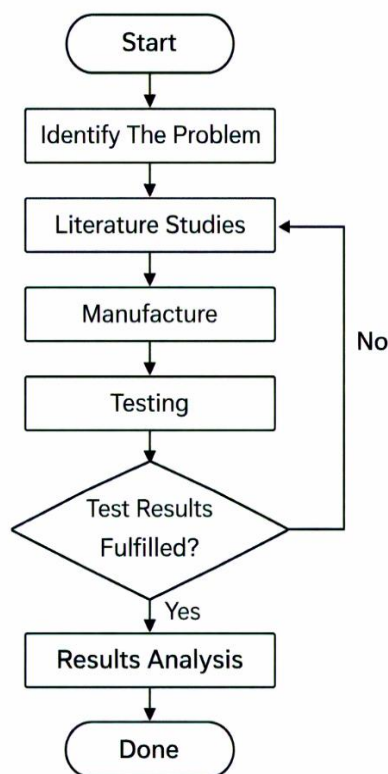 Start
Identify The Problem
Literature Studies
Manufacture
No
Testing
Test Results
Fulfilled?
Yes
Results Analysis
Done